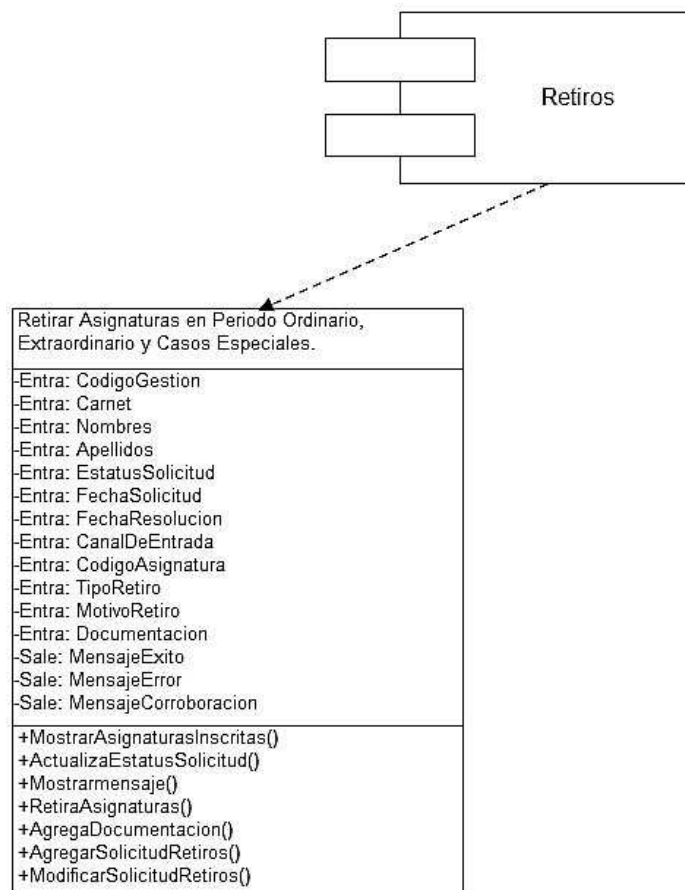 Retiros
Retirar Asignaturas en Periodo Ordinario,
Extraordinario y Casos Especiales.
-Entra: CodigoGestion
-Entra: Carnet
-Entra: Nombres
-Entra: Apellidos
-Entra: EstatusSolicitud
-Entra: FechaSolicitud
-Entra: FechaResolucion
-Entra: CanalDeEntrada
-Entra: CodigoAsignatura
-Entra: TipoRetiro
-Entra: MotivoRetiro
-Entra: Documentacion
-Sale: MensajeExito
-Sale: MensajeError
-Sale: MensajeCorroboracion
+MostrarAsignaturasInscritas()
+ActualizaEstatusSolicitud()
+Mostrarmensaje()
+RetiraAsignaturas()
+AgregaDocumentacion()
+AgregarSolicitudRetiros()
+ModificarSolicitudRetiros()